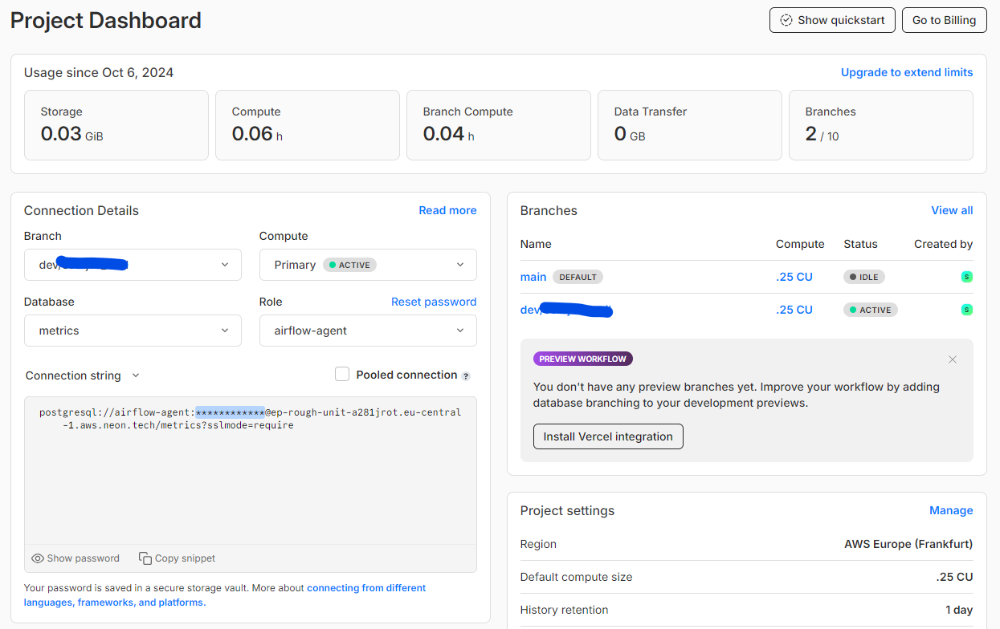 Project Dashboard
Show quickstart
Go to Billing
Usage since Oct 6, 2024
Upgrade to extend limits
Storage
0.03 GiB
Compute
0.06 h
Branch Compute
0.04 h
Data Transfer
0 GB
Branches
2 / 10
Connection Details
Read more
Branch
Compute
dev/
Primary ACTIVE
Database
Role
Reset password
metrics
airflow-agent
Connection string
Pooled connection ?
postgresql://airflow-agent:************@ep-rough-unit-a281jrot.eu-central
-1.aws.neon.tech/metrics?sslmode=require
Show password
Copy snippet
Your password is saved in a secure storage vault. More about connecting from different
languages, frameworks, and platforms.
Branches
View all
Name Compute Status Created by
main DEFAULT .25 CU IDLE S
dev/ .25 CU ACTIVE S
PREVIEW WORKFLOW
You don't have any preview branches yet. Improve your workflow by adding
database branching to your development previews.
Install Vercel integration
Project settings
Manage
Region AWS Europe (Frankfurt)
Default compute size .25 CU
History retention 1 day